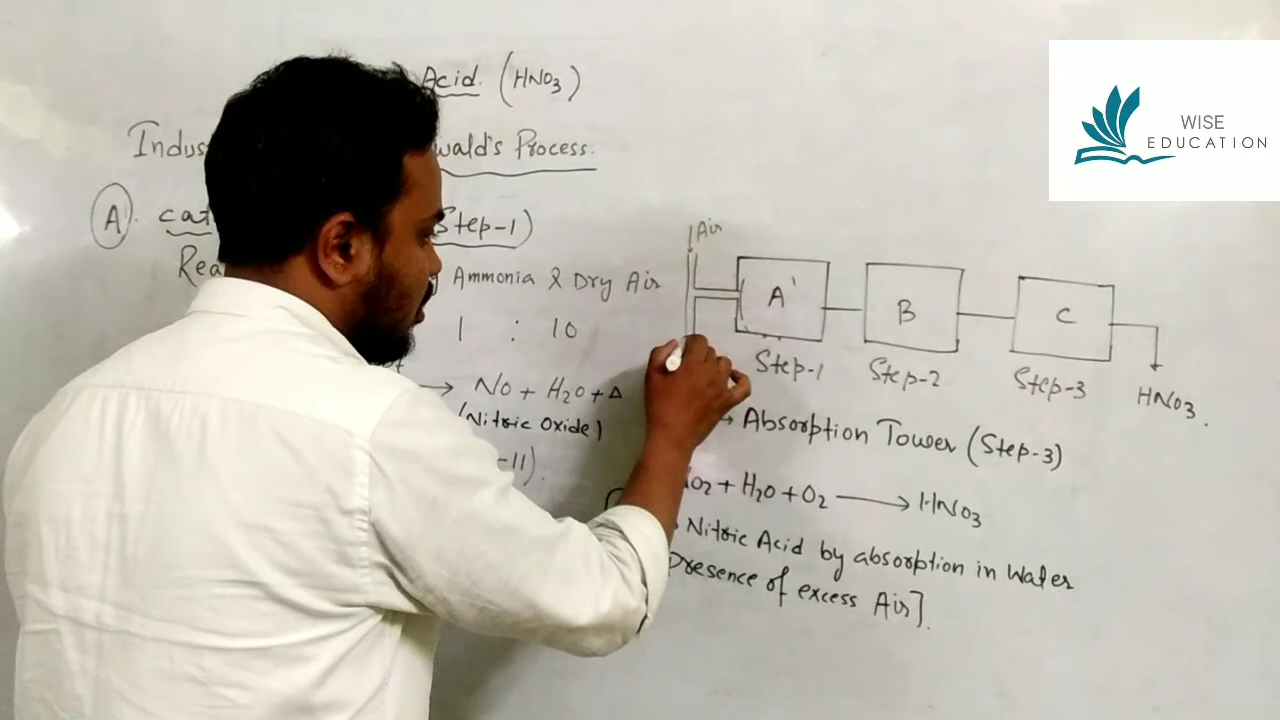 Acid. (HNO3)
Indus wald's Process.
A. cat Step-1)
Rea Ammonia & Dry Air
1 : 10
→ NO + H2O + Δ
(Nitric Oxide)
-11).
Air
A' B C
Step-1 Step-2 Step-3
HNO3.
→ Absorption Tower (Step-3)
O2 + H2O + O2 → HNO3
Nitric Acid by absorption in Water
Presence of excess Air].
WISE
EDUCATION